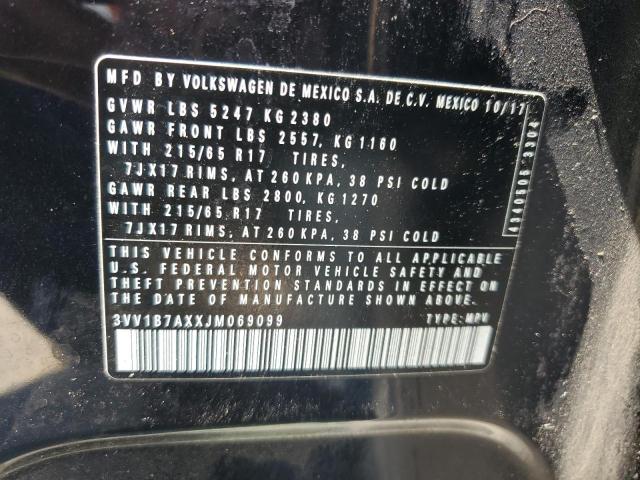 MFD BY VOLKSWAGEN DE MEXICO S.A. DE C.V. MEXICO 10/17
GVWR LBS 5247 KG 2380
GAWR FRONT LBS 2557, KG 1160
WITH 215/65 R17 TIRES,
7JX17 RIMS, AT 260 KPA, 38 PSI COLD
GAWR REAR LBS 2800, KG 1270
WITH 215/65 R17 TIRES,
7JX17 RIMS, AT 260 KPA, 38 PSI COLD
THIS VEHICLE CONFORMS TO ALL APPLICABLE
U.S. FEDERAL MOTOR VEHICLE SAFETY AND
THEFT PREVENTION STANDARDS IN EFFECT ON
THE DATE OF MANUFACTURE SHOWN ABOVE
3VV1B7AXXJM069099 TYPE: MPV
4340506 3304